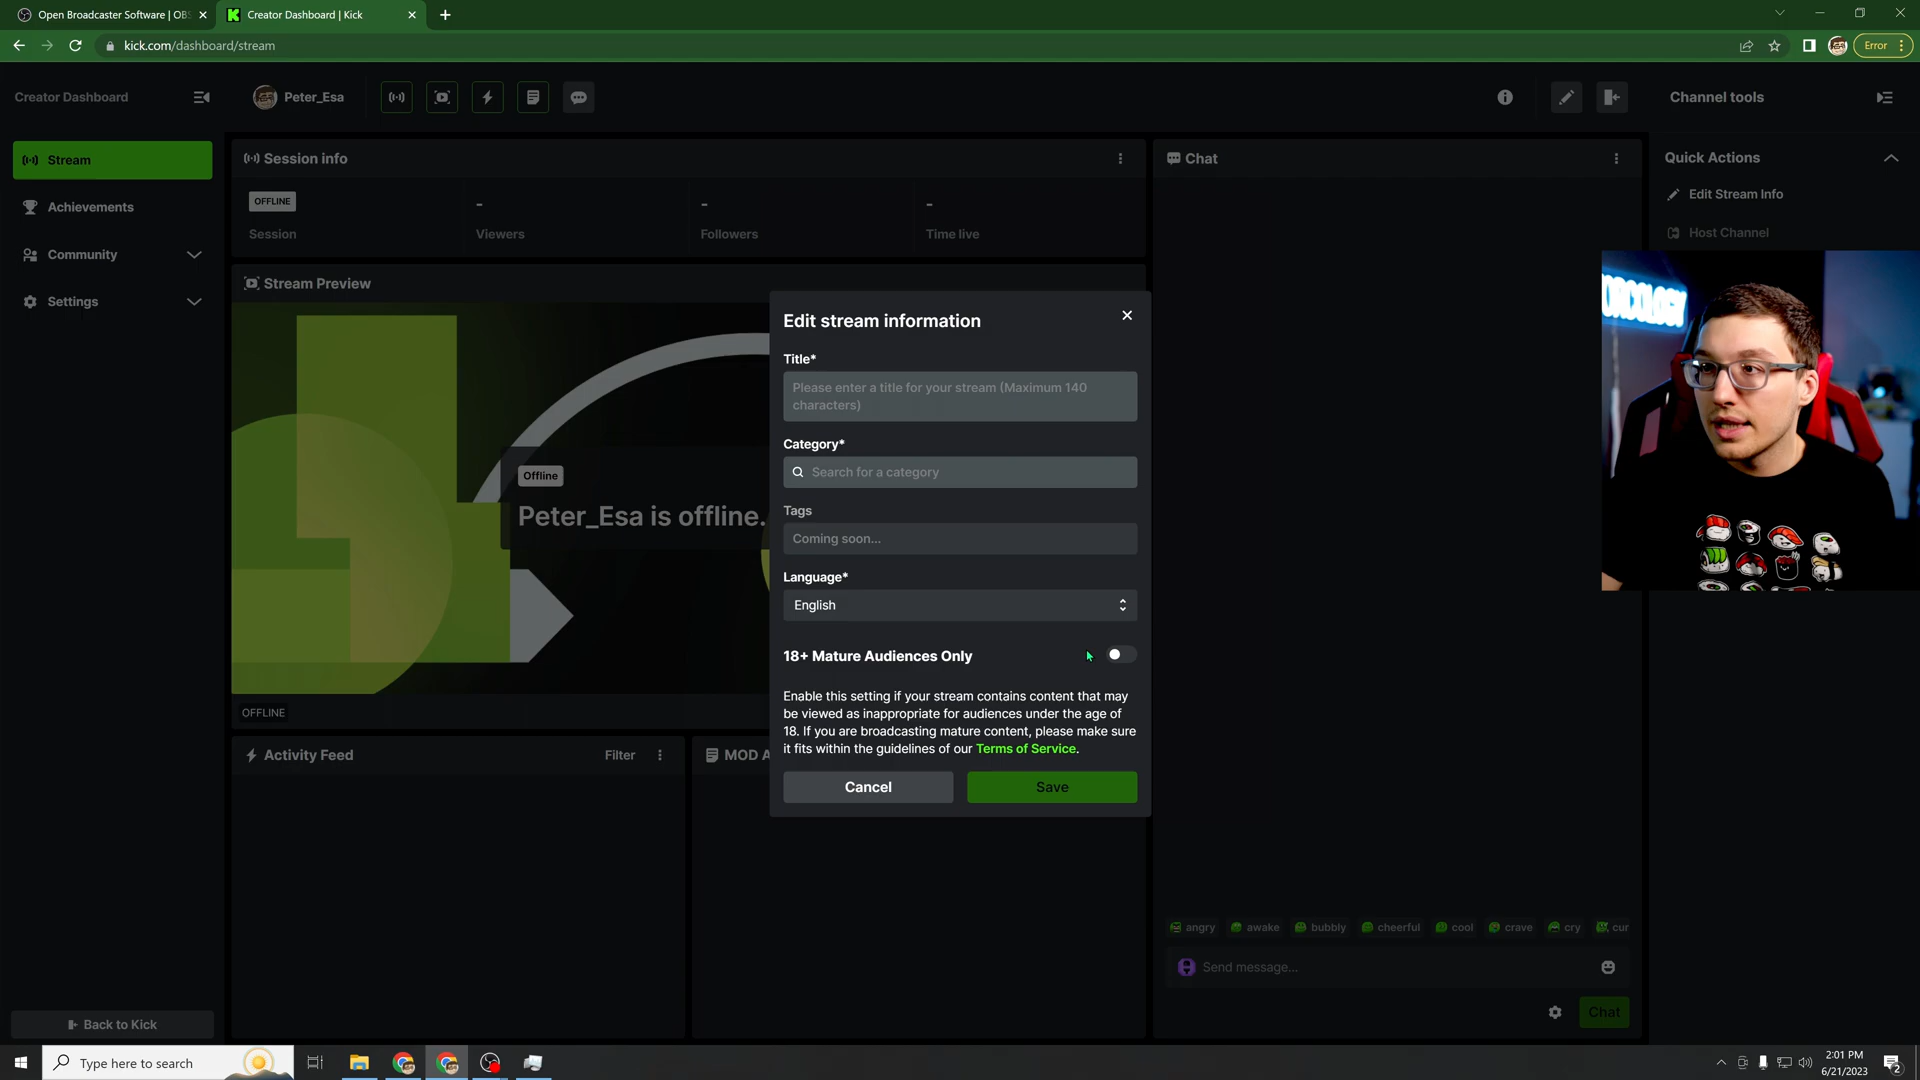 Open Broadcaster Software | OBS
Creator Dashboard | Kick
kick.com/dashboard/stream
Error
Creator Dashboard
Peter_Esa
Channel tools
Stream
Achievements
Community
Settings
Session info
OFFLINE
-
-
-
Session
Viewers
Followers
Time live
Stream Preview
Offline
Peter_Esa is offline.
OFFLINE
Activity Feed
Filter
MOD A
Edit stream information
Title*
Please enter a title for your stream (Maximum 140
characters)
Category*
Search for a category
Tags
Coming soon...
Language*
English
18+ Mature Audiences Only
Enable this setting if your stream contains content that may
be viewed as inappropriate for audiences under the age of
18. If you are broadcasting mature content, please make sure
it fits within the guidelines of our Terms of Service.
Cancel
Save
Chat
angry
awake
bubbly
cheerful
cool
crave
cry
cur
Send message...
Chat
Quick Actions
Edit Stream Info
Host Channel
Back to Kick
Type here to search
2:01 PM
6/21/2023
2